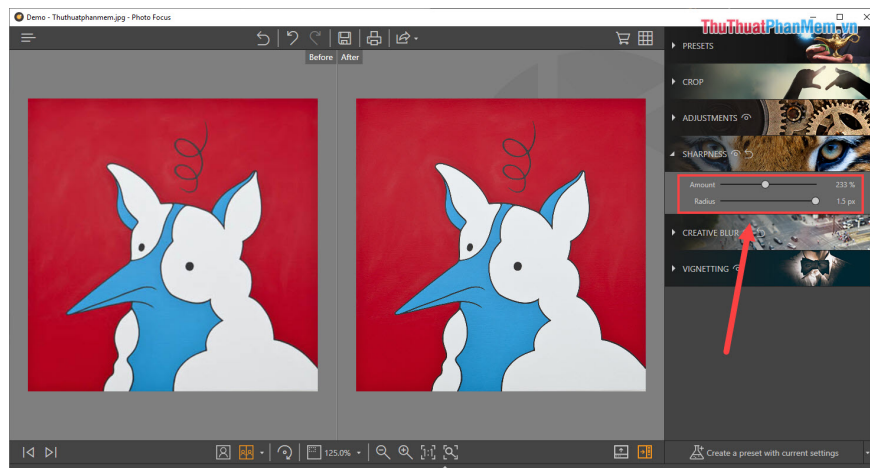 Demo - Thuthuatphanmem.jpg - Photo Focus
ThuThuatPhanMem.vn
Before After
PRESETS
CROP
ADJUSTMENTS
SHARPNESS
Amount 233 %
Radius 1.5 px
CREATIVE BLUR
VIGNETTING
125.0%
1:1
Create a preset with current settings